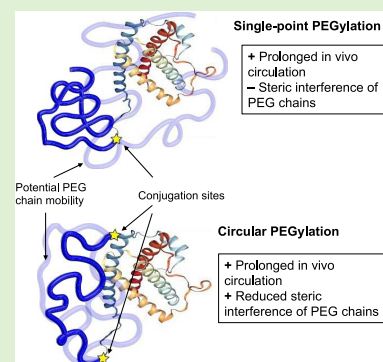 Single-point PEGylation
+ Prolonged in vivo
circulation
– Steric interference of
PEG chains
Potential PEG
chain mobility
Conjugation sites
Circular PEGylation
+ Prolonged in vivo
circulation
+ Reduced steric
interference of PEG chains